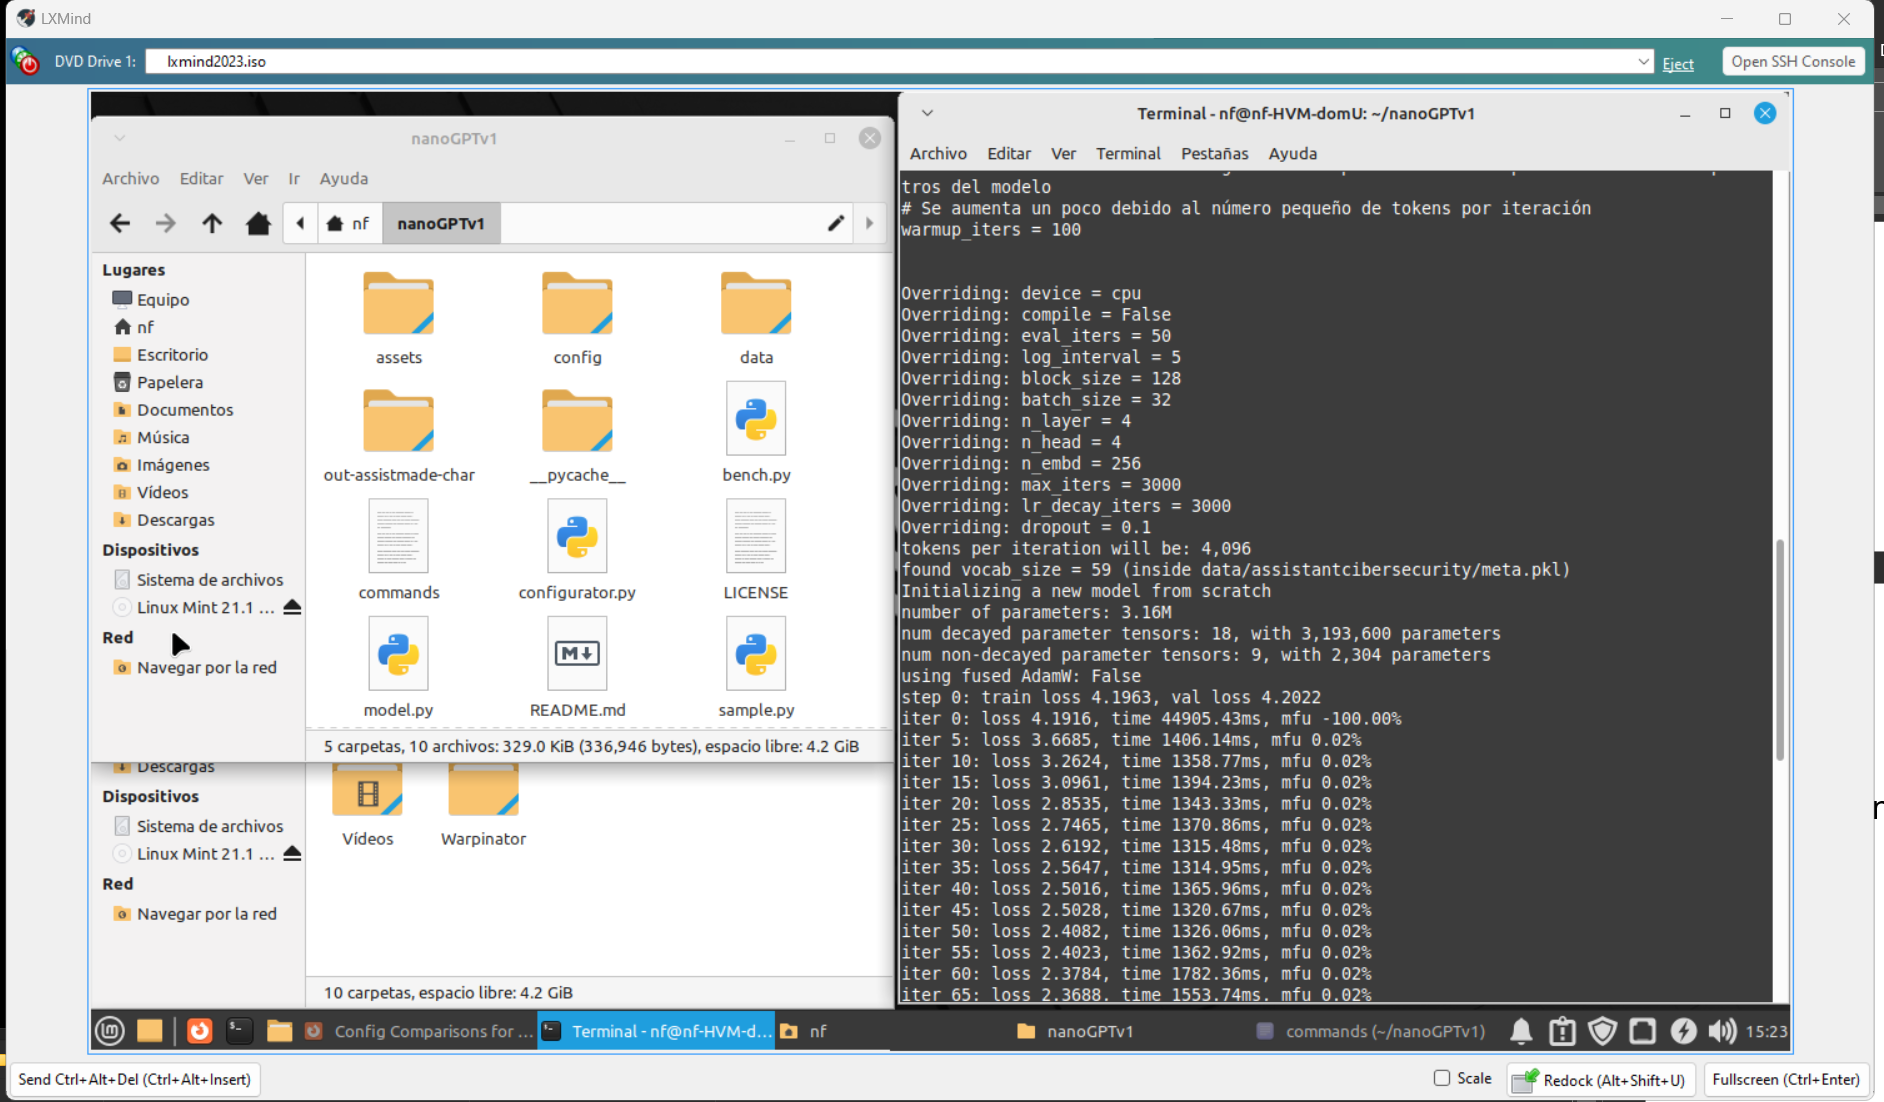 LXMind
DVD Drive 1:
lxmind2023.iso
Eject
Open SSH Console
nanoGPTv1
Archivo Editar Ver Ir Ayuda
nf
nanoGPTv1
Lugares
Equipo
nf
Escritorio
Papelera
Documentos
Música
Imágenes
Vídeos
Descargas
Dispositivos
Sistema de archivos
Linux Mint 21.1 ...
Red
Navegar por la red
assets
config
data
out-assistmade-char
__pycache__
bench.py
commands
configurator.py
LICENSE
model.py
README.md
sample.py
5 carpetas, 10 archivos: 329.0 KiB (336,946 bytes), espacio libre: 4.2 GiB
Descargas
Dispositivos
Sistema de archivos
Linux Mint 21.1 ...
Red
Navegar por la red
Vídeos
Warpinator
10 carpetas, espacio libre: 4.2 GiB
Terminal - nf@nf-HVM-domU: ~/nanoGPTv1
Archivo Editar Ver Terminal Pestañas Ayuda
tros del modelo
# Se aumenta un poco debido al número pequeño de tokens por iteración
warmup_iters = 100
Overriding: device = cpu
Overriding: compile = False
Overriding: eval_iters = 50
Overriding: log_interval = 5
Overriding: block_size = 128
Overriding: batch_size = 32
Overriding: n_layer = 4
Overriding: n_head = 4
Overriding: n_embd = 256
Overriding: max_iters = 3000
Overriding: lr_decay_iters = 3000
Overriding: dropout = 0.1
tokens per iteration will be: 4,096
found vocab_size = 59 (inside data/assistantcibersecurity/meta.pkl)
Initializing a new model from scratch
number of parameters: 3.16M
num decayed parameter tensors: 18, with 3,193,600 parameters
num non-decayed parameter tensors: 9, with 2,304 parameters
using fused AdamW: False
step 0: train loss 4.1963, val loss 4.2022
iter 0: loss 4.1916, time 44905.43ms, mfu -100.00%
iter 5: loss 3.6685, time 1406.14ms, mfu 0.02%
iter 10: loss 3.2624, time 1358.77ms, mfu 0.02%
iter 15: loss 3.0961, time 1394.23ms, mfu 0.02%
iter 20: loss 2.8535, time 1343.33ms, mfu 0.02%
iter 25: loss 2.7465, time 1370.86ms, mfu 0.02%
iter 30: loss 2.6192, time 1315.48ms, mfu 0.02%
iter 35: loss 2.5647, time 1314.95ms, mfu 0.02%
iter 40: loss 2.5016, time 1365.96ms, mfu 0.02%
iter 45: loss 2.5028, time 1320.67ms, mfu 0.02%
iter 50: loss 2.4082, time 1326.06ms, mfu 0.02%
iter 55: loss 2.4023, time 1362.92ms, mfu 0.02%
iter 60: loss 2.3784, time 1782.36ms, mfu 0.02%
iter 65: loss 2.3688, time 1553.74ms, mfu 0.02%
Config Comparisons for ...
Terminal - nf@nf-HVM-d...
nf
nanoGPTv1
commands (~/nanoGPTv1)
15:23
Send Ctrl+Alt+Del (Ctrl+Alt+Insert)
Scale
Redock (Alt+Shift+U)
Fullscreen (Ctrl+Enter)